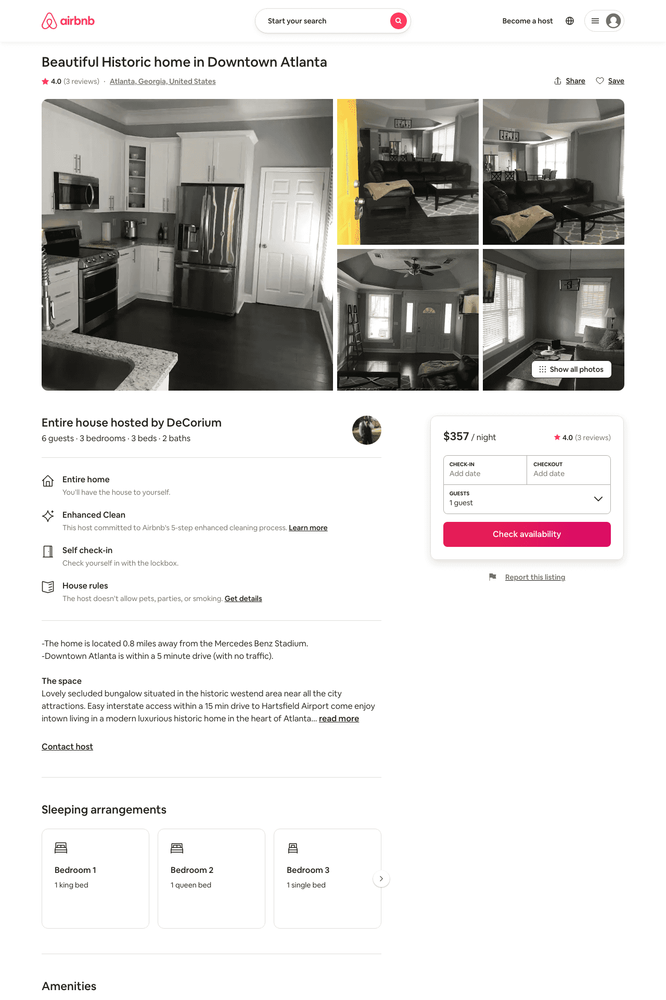 airbnb
Start your search
Become a host
Beautiful Historic home in Downtown Atlanta
4.0 (3 reviews) · Atlanta, Georgia, United States
Share
Save
Show all photos
Entire house hosted by DeCorium
6 guests · 3 bedrooms · 3 beds · 2 baths
Entire home
You’ll have the house to yourself.
Enhanced Clean
This host committed to Airbnb's 5-step enhanced cleaning process. Learn more
Self check-in
Check yourself in with the lockbox.
House rules
The host doesn’t allow pets, parties, or smoking. Get details
$357 / night
4.0 (3 reviews)
CHECK-IN
Add date
CHECKOUT
Add date
GUESTS
1 guest
Check availability
Report this listing
-The home is located 0.8 miles away from the Mercedes Benz Stadium.
-Downtown Atlanta is within a 5 minute drive (with no traffic).
The space
Lovely secluded bungalow situated in the historic westend area near all the city
attractions. Easy interstate access within a 15 min drive to Hartsfield Airport come enjoy
intown living in a modern luxurious historic home in the heart of Atlanta... read more
Contact host
Sleeping arrangements
Bedroom 1
1 king bed
Bedroom 2
1 queen bed
Bedroom 3
1 single bed
Amenities